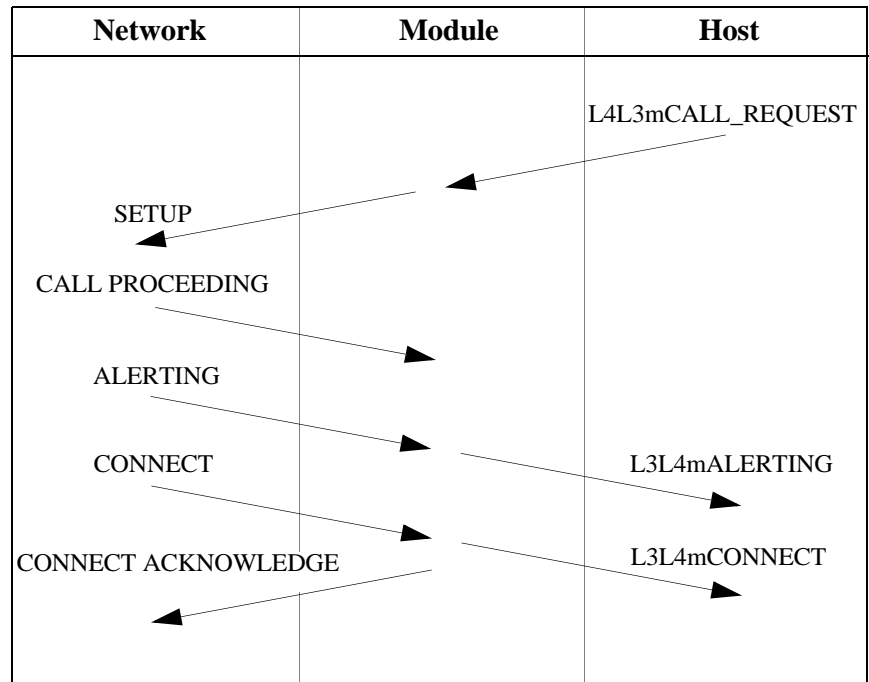 Network Module Host
L4L3mCALL_REQUEST
SETUP
CALL PROCEEDING
ALERTING
CONNECT
L3L4mALERTING
CONNECT ACKNOWLEDGE
L3L4mCONNECT